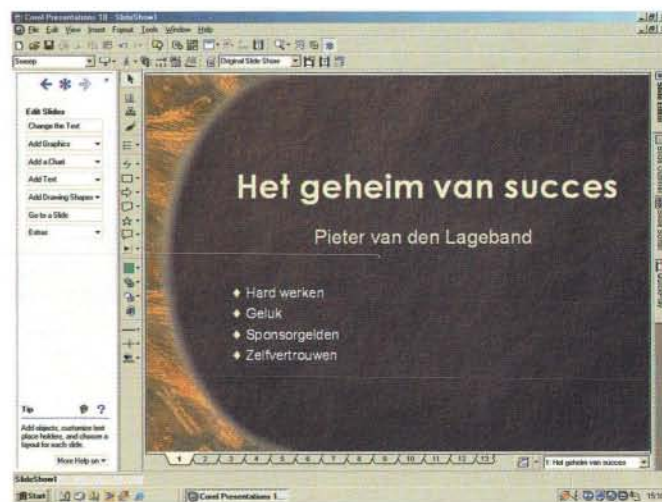 Corel Presentations 10 - SlideShow1
File Edit View Insert Format Tools Window Help
Sweep
Original Slide Show
Edit Slides
Change the Text
Add Graphics
Add a Chart
Add Text
Add Drawing Shapes
Go to a Slide
Extras
Het geheim van succes
Pieter van den Lageband
♦ Hard werken
♦ Geluk
♦ Sponsorgelden
♦ Zelfvertrouwen
Tip
Add objects, customize text
place holders, and choose a
layout for each slide.
More Help on
1 2 3 4 5 6 7 8 9 10 11 12 13
1: Het geheim van succes
SlideShow1
Start
Corel Presentations 1...